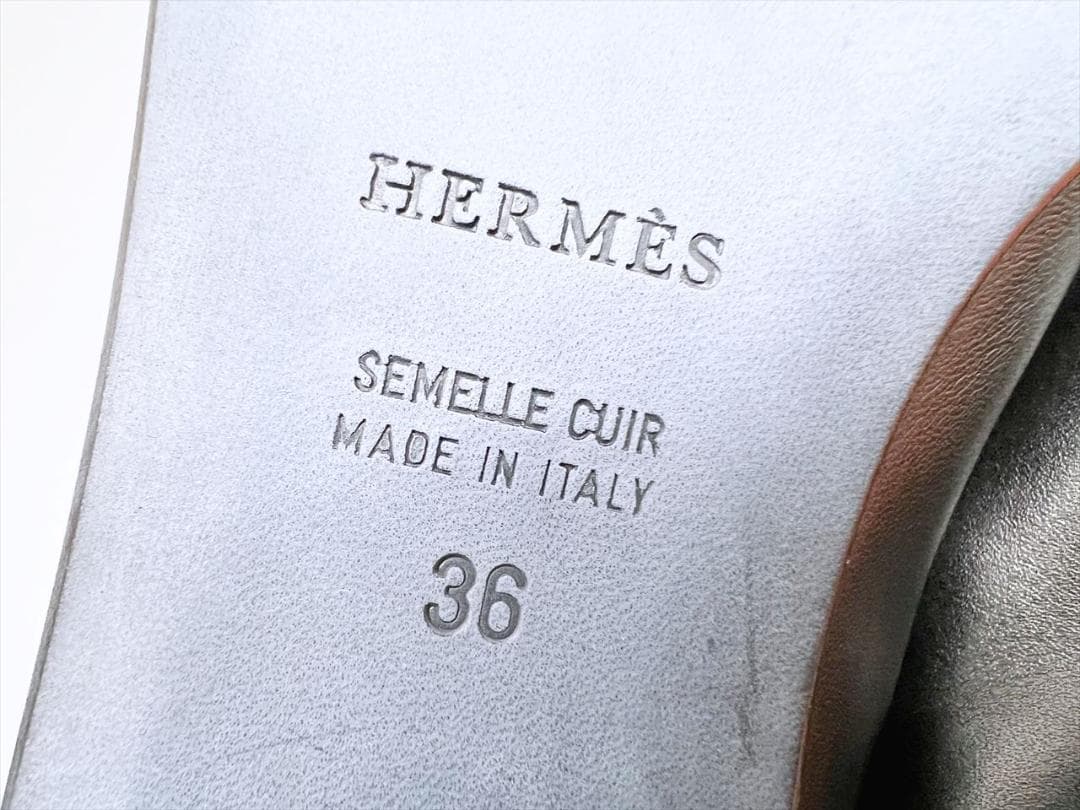 HERMÈS
SEMELLE CUIR
MADE IN ITALY
36